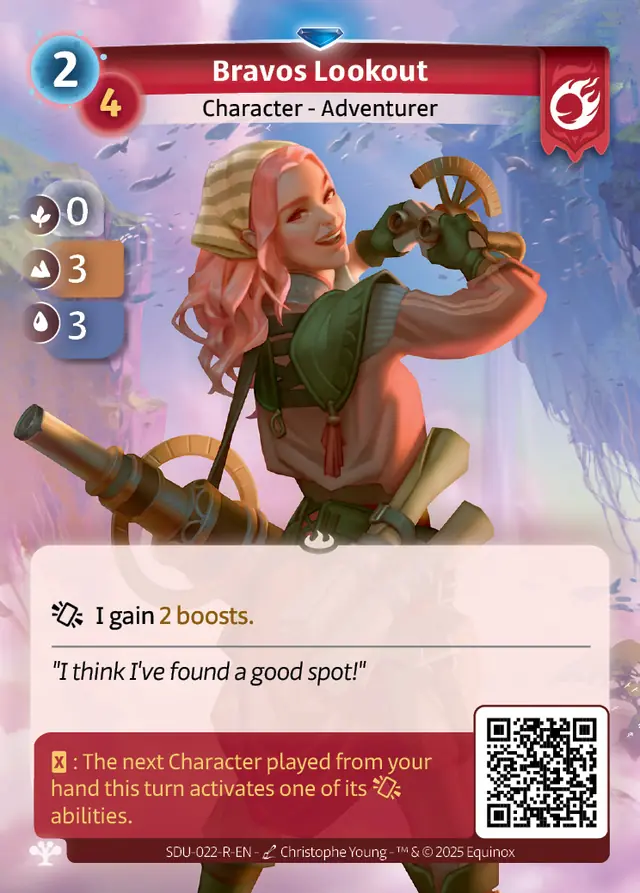 2
Bravos Lookout
4
Character - Adventurer
0
3
3
I gain 2 boosts.
"I think I've found a good spot!"
X : The next Character played from your
hand this turn activates one of its
abilities.
SDU-022-R-EN - Christophe Young - ™ & © 2025 Equinox